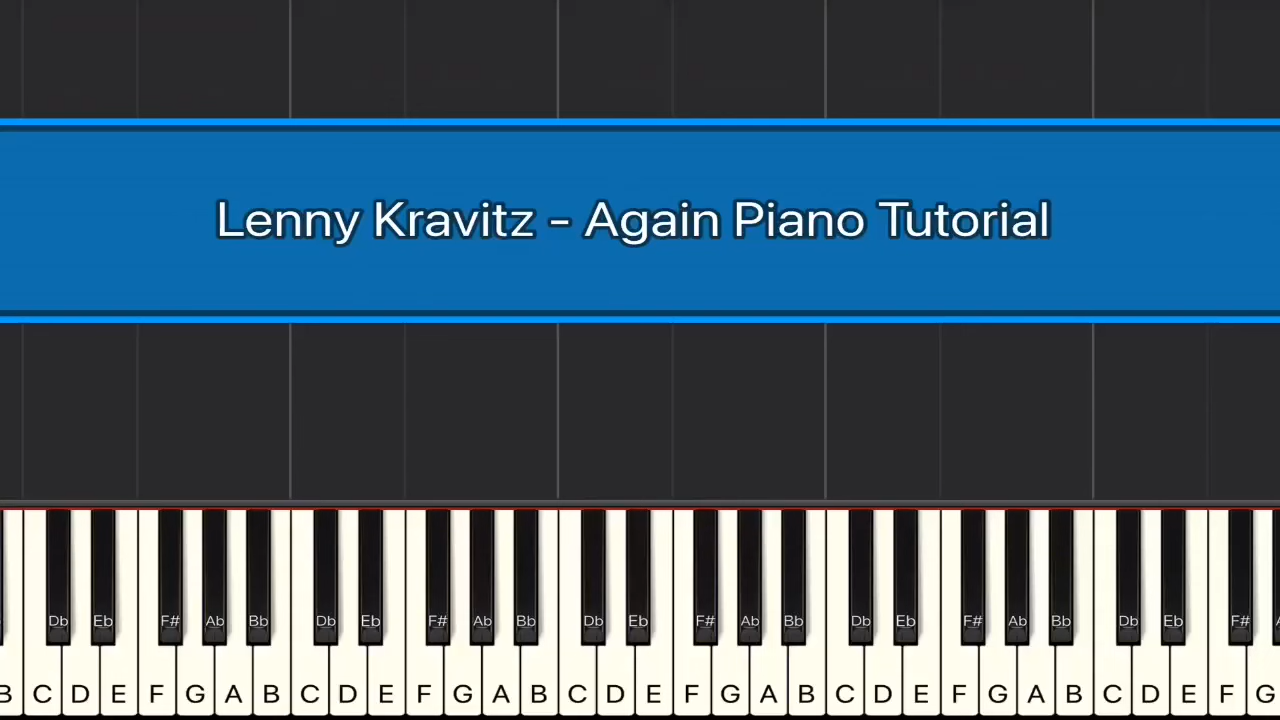 Lenny Kravitz - Again Piano Tutorial
Db Eb F# Ab Bb Db Eb F# Ab Bb Db Eb F# Ab Bb Db Eb F# Ab Bb Db Eb F#
B C D E F G A B C D E F G A B C D E F G A B C D E F G A B C D E F G